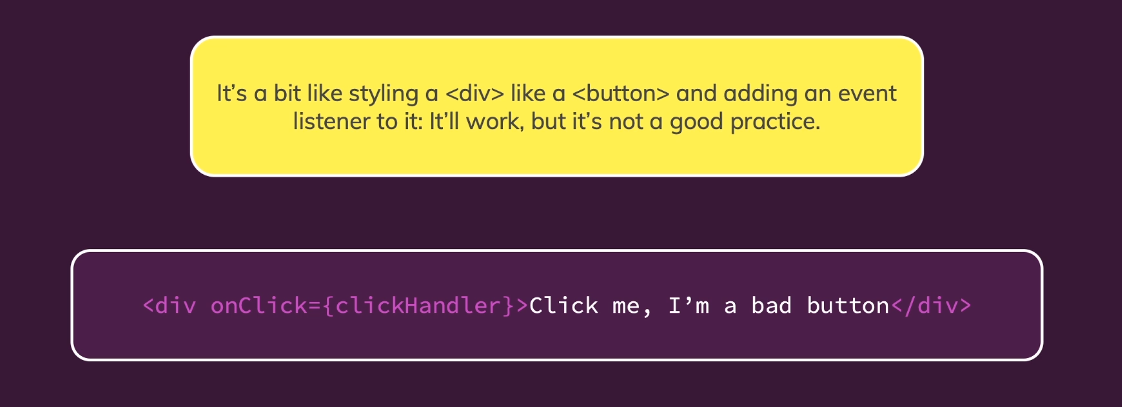 It’s a bit like styling a <div> like a <button> and adding an event
listener to it: It’ll work, but it’s not a good practice.
<div onClick={clickHandler}>Click me, I’m a bad button</div>